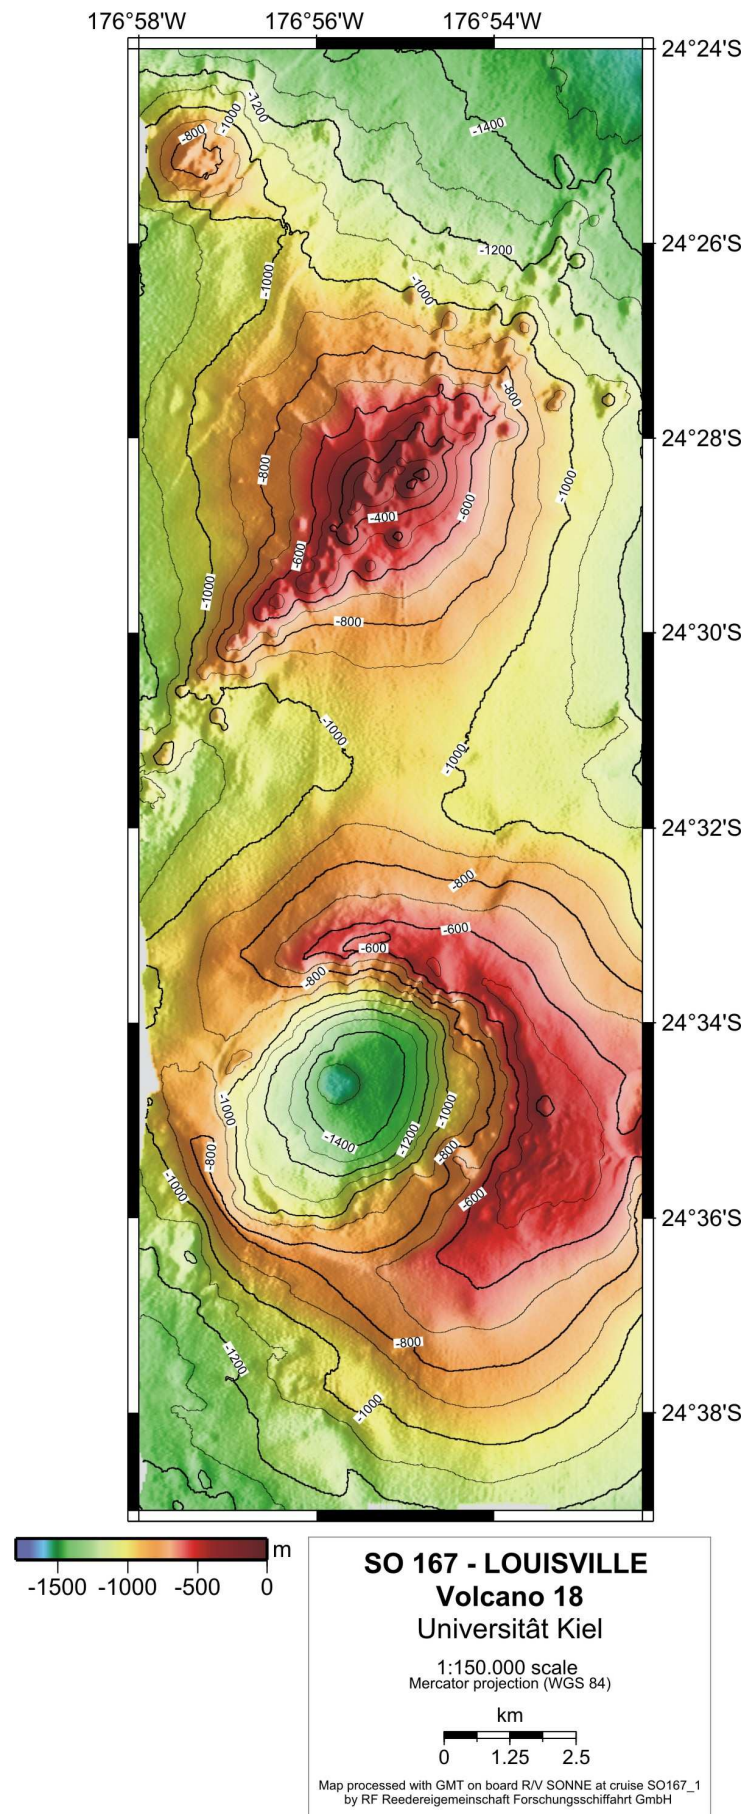 176°58'W 176°56'W 176°54'W
24°24'S
-1200
-1000
-1400
-800
24°26'S
-1200
-1000
-1000
-800
24°28'S
-800
-1000
-600
-400
-600
-1000
-800
24°30'S
-1000
-1000
24°32'S
-800
-600
-600
-800
24°34'S
-1000
-1000
-1400
-1200
-800
-800
-1000
-600
24°36'S
-800
-1200
-1000
24°38'S
m
-1500 -1000 -500 0
SO 167 - LOUISVILLE
Volcano 18
Universitât Kiel
1:150.000 scale
Mercator projection (WGS 84)
km
0 1.25 2.5
Map processed with GMT on board R/V SONNE at cruise SO167_1
by RF Reedereigemeinschaft Forschungsschiffahrt GmbH